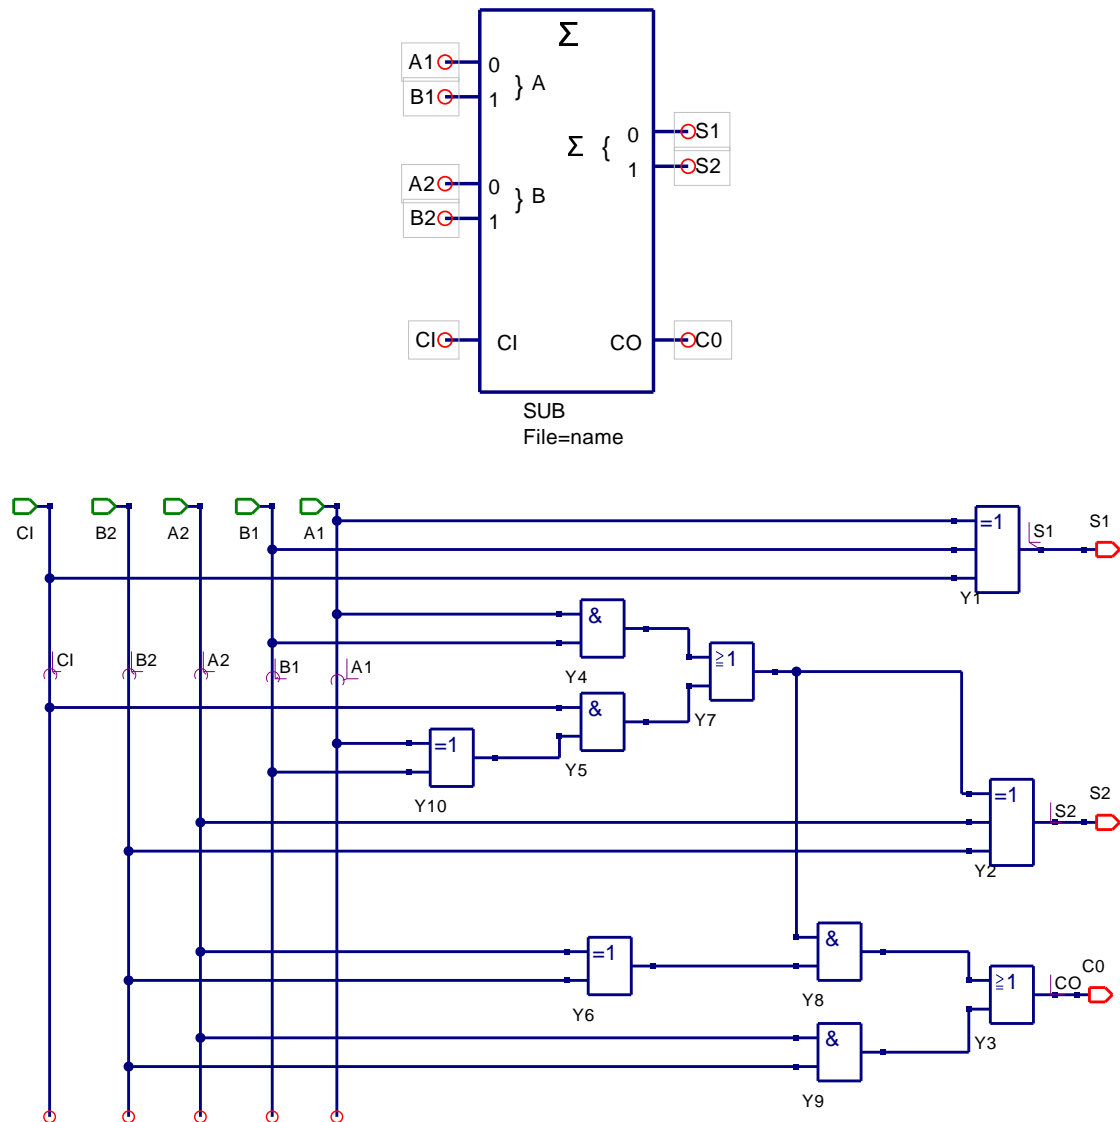 Σ
A1 0
} A
B1 1
Σ { 0 S1
1 S2
A2 0
} B
B2 1
CI CI CO C0
SUB
File=name
CI B2 A2 B1 A1
=1 S1 S1
Y1
&
Y4
CI B2 A2 B1 A1
≧1
Y7
&
Y5
=1
Y10
=1 S2 S2
Y2
&
Y8
=1
Y6
≧1 CO C0
Y3
&
Y9